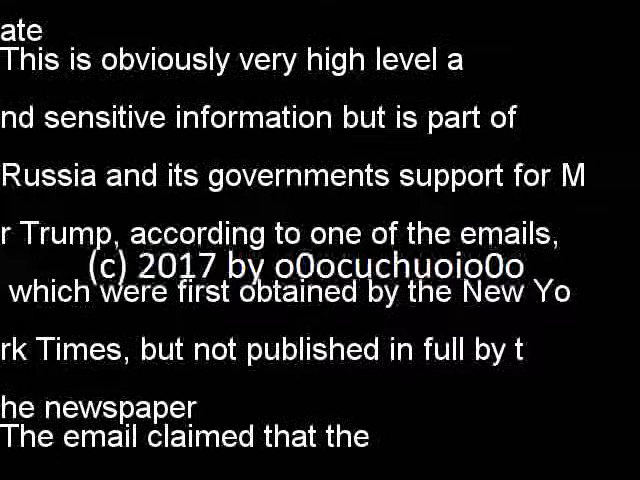 ate
This is obviously very high level a
nd sensitive information but is part of
Russia and its governments support for M
r Trump, according to one of the emails,
(c) 2017 by o0ocuchuoio0o
which were first obtained by the New Yo
rk Times, but not published in full by t
he newspaper
The email claimed that the